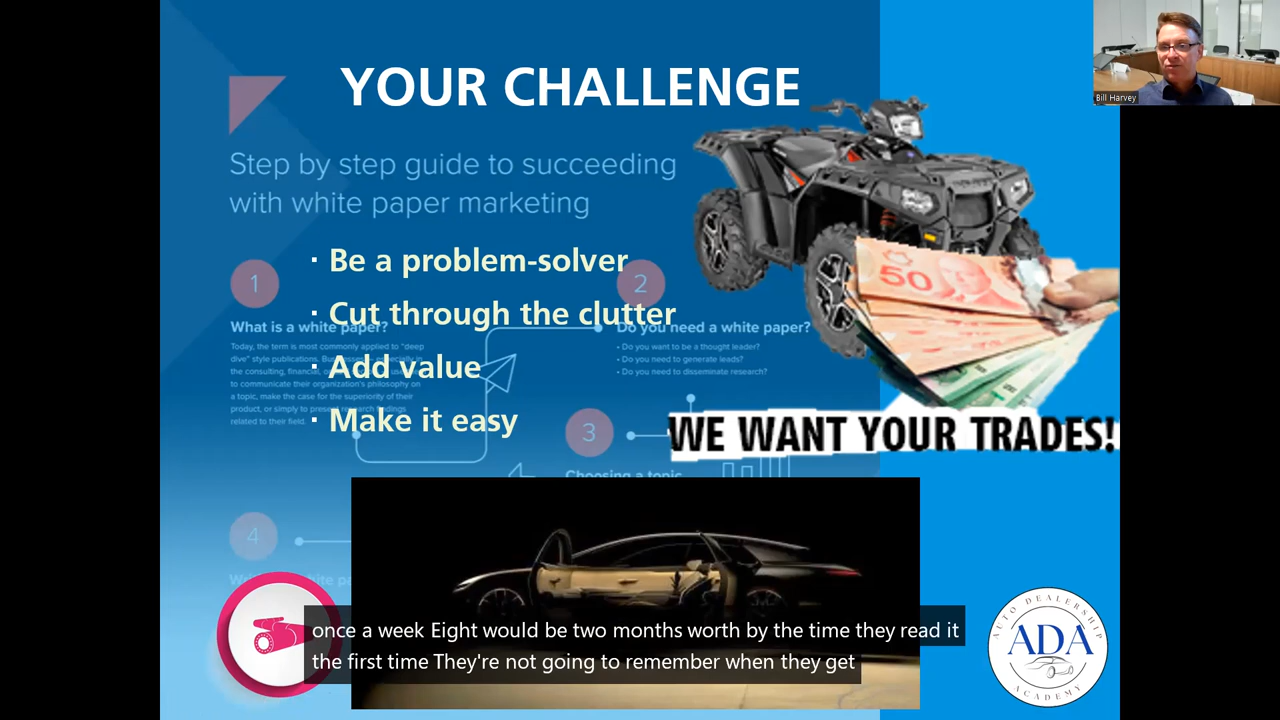 YOUR CHALLENGE
Bill Harvey
Step by step guide to succeeding
with white paper marketing
· Be a problem-solver
50
1
2
· Cut through the clutter
What is a white paper?
Do you need a white paper?
Today, the term is most commonly applied to "deep
dive" style publications.
the consulting, financial,
to communicate their organization's philosophy on
a topic, make the case for the superiority of their
product, or simply to present research findings
related to their field.
• Do you want to be a thought leader?
• Do you need to generate leads?
• Do you need to disseminate research?
· Add value
· Make it easy
3
WE WANT YOUR TRADES!
Choosing a topic
4
once a week Eight would be two months worth by the time they read it
the first time They're not going to remember when they get
AUTO DEALERSHIP
ADA
ACADEMY